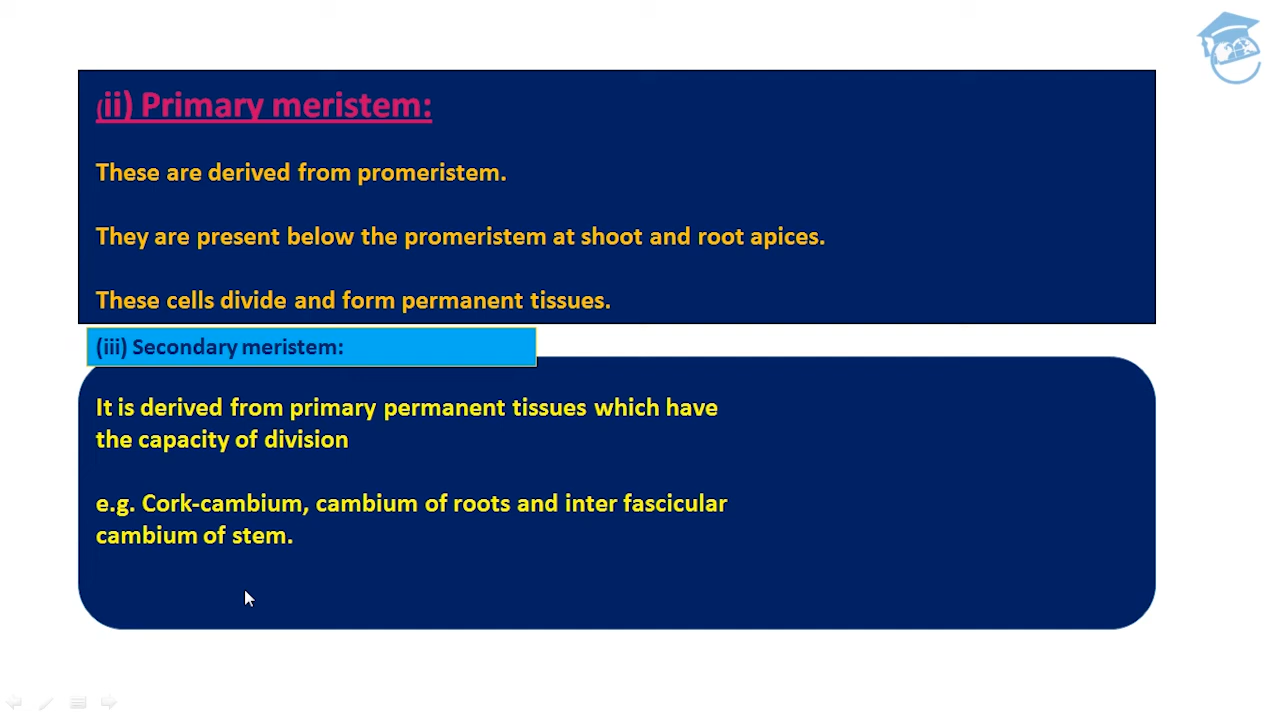 (ii) Primary meristem:
These are derived from promeristem.
They are present below the promeristem at shoot and root apices.
These cells divide and form permanent tissues.
(iii) Secondary meristem:
It is derived from primary permanent tissues which have
the capacity of division
e.g. Cork-cambium, cambium of roots and inter fascicular
cambium of stem.